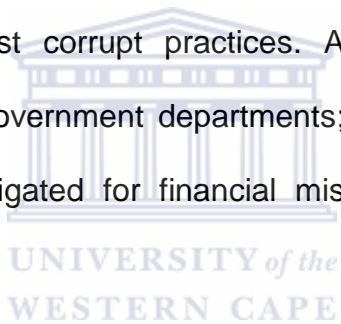 st corrupt practices. A
overnment departments;
igated for financial mis
UNIVERSITY of the
WESTERN CAPE